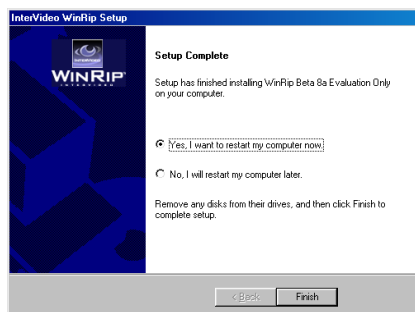 InterVideo WinRip Setup
WINRIP
INTERVIDEO
Setup Complete
Setup has finished installing WinRip Beta 8a Evaluation Only
on your computer.
Yes, I want to restart my computer now.
No, I will restart my computer later.
Remove any disks from their drives, and then click Finish to
complete setup.
< Back
Finish